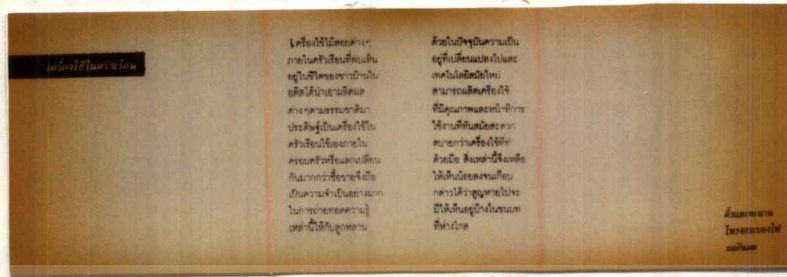 เครื่องใช้ในครัวเรือน
เครื่องใช้ไม้สอยต่างๆ
ภายในครัวเรือนที่พบเห็น
อยู่ในชีวิตของชาวบ้านใน
อดีตได้นำเอาผลิตผล
ต่างๆตามธรรมชาติมา
ประดิษฐ์เป็นเครื่องใช้ใน
ครัวเรือนใช้เองภายใน
ครอบครัวหรือแลกเปลี่ยน
กันมากกว่าซื้อขายจึงถือ
เป็นความจำเป็นอย่างมาก
ในการถ่ายทอดความรู้
เหล่านี้ให้กับลูกหลาน
ด้วยในปัจจุบันความเป็น
อยู่ที่เปลี่ยนแปลงไปและ
เทคโนโลยีสมัยใหม่
สามารถผลิตเครื่องใช้
ที่มีคุณภาพและหน้าที่การ
ใช้งานที่ทันสมัยสะดวก
สบายกว่าเครื่องใช้ที่ทำ
ด้วยมือ สิ่งเหล่านี้จึงเหลือ
ให้เห็นน้อยลงจนเกือบ
กล่าวได้ว่าสูญหายไปจะ
มีให้เห็นอยู่บ้างในชนบท
ที่ห่างไกล